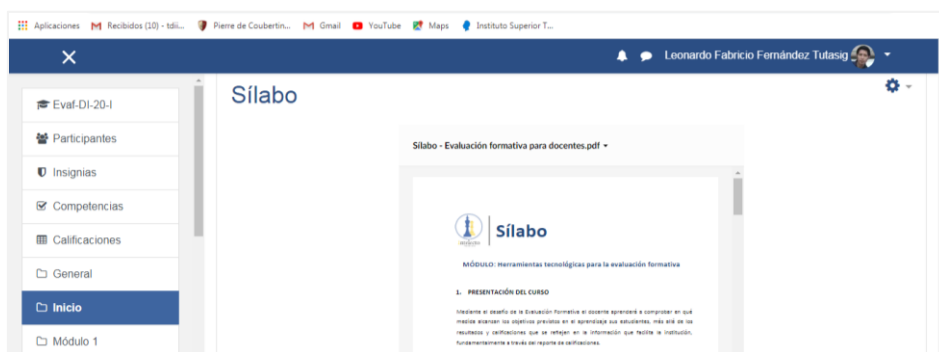 Aplicaciones Recibidos (10) - tdii... Pierre de Coubertin... Gmail YouTube Maps Instituto Superior T...
Leonardo Fabricio Fernández Tutasig
Evaf-DI-20-I
Participantes
Insignias
Competencias
Calificaciones
General
Inicio
Módulo 1
Sílabo
Sílabo - Evaluación formativa para docentes.pdf
Sílabo
MÓDULO: Herramientas tecnológicas para la evaluación formativa
1. PRESENTACIÓN DEL CURSO
Mediante el desafío de la Evaluación Formativa el docente aprenderá a comprobar en qué
medida alcanzan los objetivos previstos en el aprendizaje sus estudiantes, más allá de los
resultados y calificaciones que se reflejan en la información que facilita la institución,
fundamentalmente a través del reporte de calificaciones.